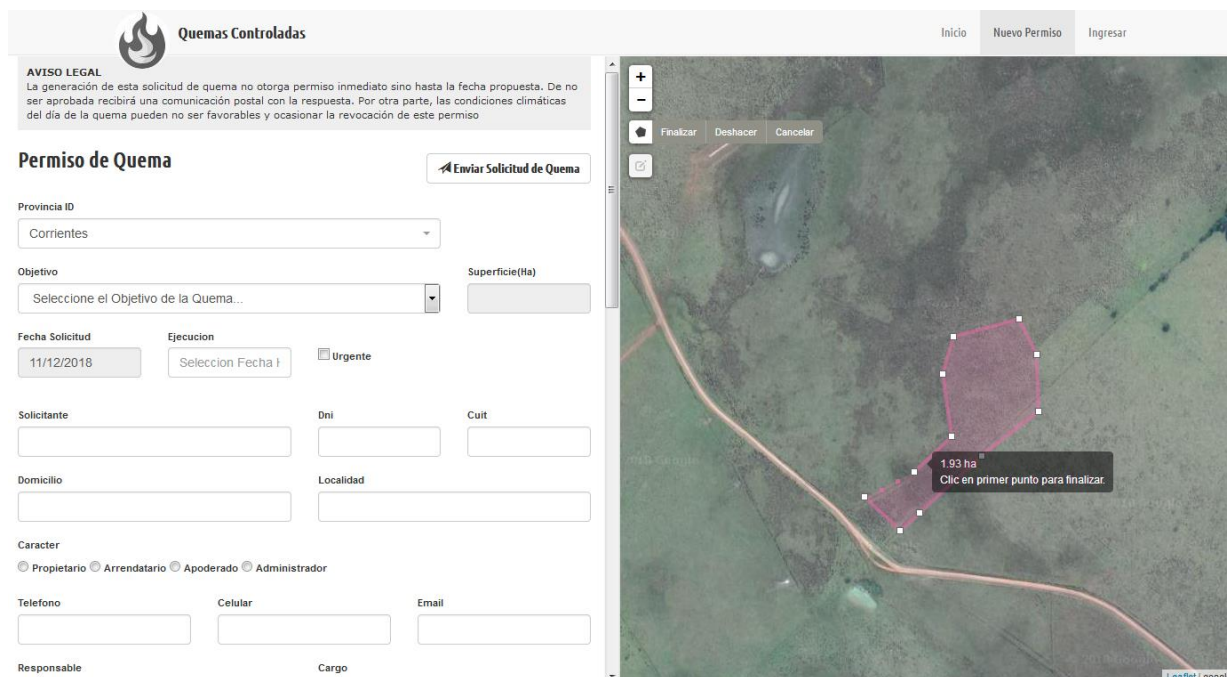 Quemas Controladas
Inicio
Nuevo Permiso
Ingresar
AVISO LEGAL
La generación de esta solicitud de quema no otorga permiso inmediato sino hasta la fecha propuesta. De no
ser aprobada recibirá una comunicación postal con la respuesta. Por otra parte, las condiciones climáticas
del día de la quema pueden no ser favorables y ocasionar la revocación de este permiso
Permiso de Quema
Enviar Solicitud de Quema
Provincia ID
Corrientes
Objetivo
Superficie(Ha)
Seleccione el Objetivo de la Quema...
Fecha Solicitud
Ejecucion
Urgente
11/12/2018
Seleccion Fecha
Solicitante
Dni
Cuit
Domicilio
Localidad
Caracter
Propietario
Arrendatario
Apoderado
Administrador
Telefono
Celular
Email
Responsable
Cargo
+
-
Finalizar
Deshacer
Cancelar
1.93 ha
Clic en primer punto para finalizar.